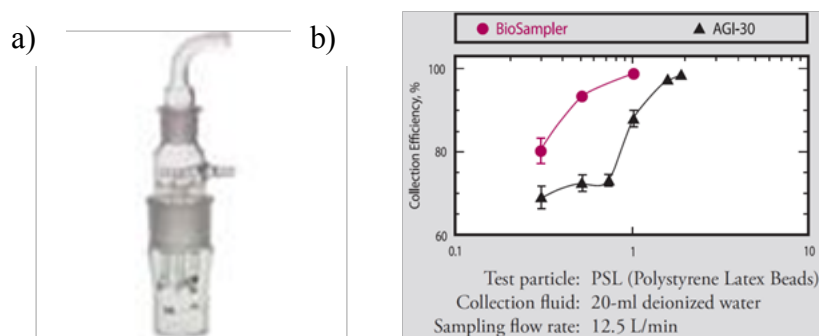 a)
b)
BioSampler
AGI-30
Collection Efficiency, %
100
80
60
0.1
1
10
Test particle: PSL (Polystyrene Latex Beads)
Collection fluid: 20-ml deionized water
Sampling flow rate: 12.5 L/min